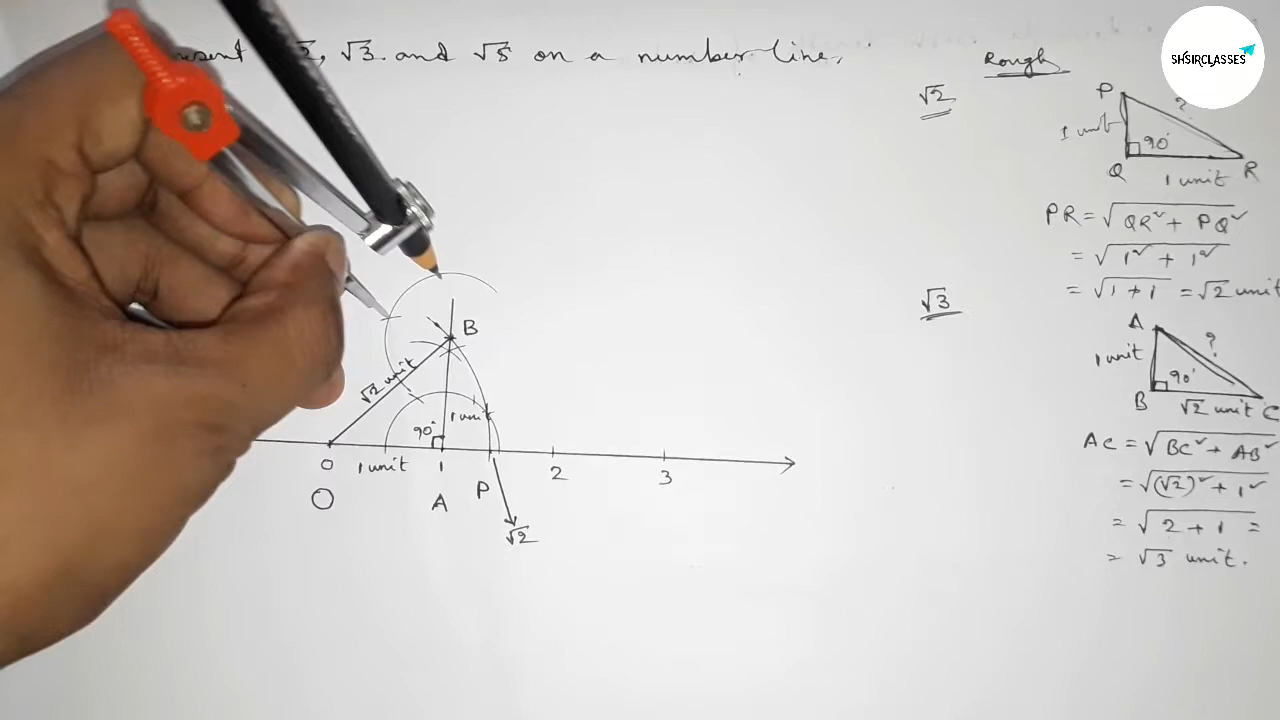 √3 and √5 on a number line,
Rough
SHSIRCLASSES
√2
P
?
1 unit
90°
Q
1 unit
R
PR = √QR² + PQ²
= √1² + 1²
= √1 + 1 = √2 unit
√3
A
?
1 unit
90°
B
√2 unit
C
AC = √BC² + AB²
= √(√2)² + 1²
= √2 + 1 =
= √3 unit.
B
√2 unit
1 unit
90°
0
1 unit
1
2
3
O
A
P
√2